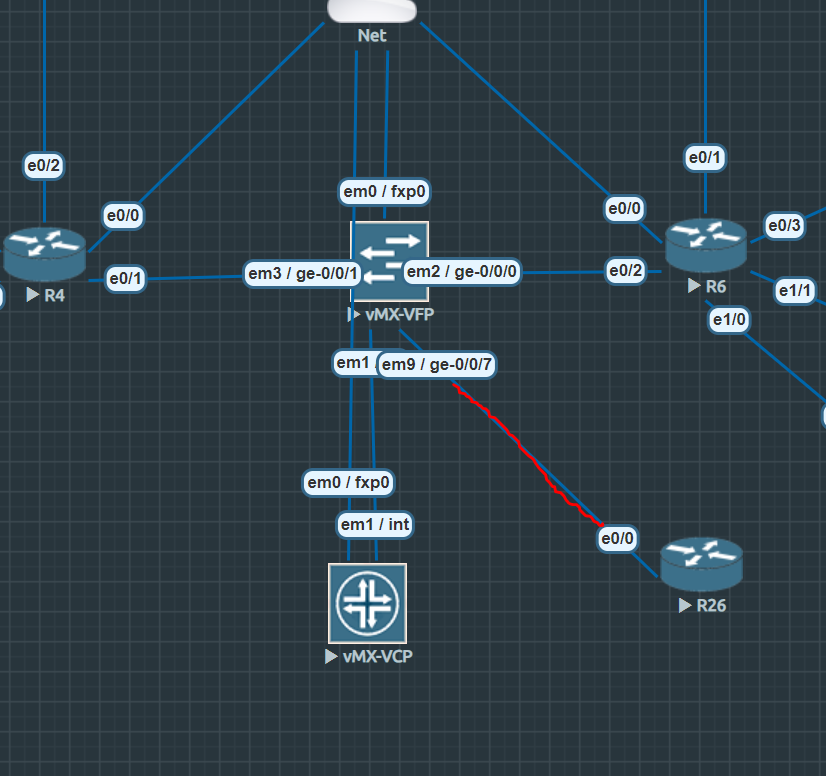 Net
e0/2
e0/1
em0 / fxp0
e0/0
e0/0
e0/3
em3 / ge-0/0/1
em2 / ge-0/0/0
e0/2
e0/1
R4
R6
e1/1
vMX-VFP
e1/0
em1
em9 / ge-0/0/7
em0 / fxp0
em1 / int
e0/0
R26
vMX-VCP